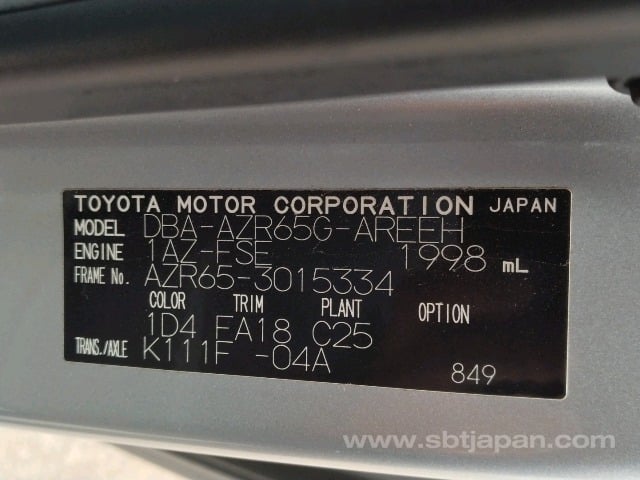 TOYOTA MOTOR CORPORATION JAPAN
MODEL DBA-AZR65G-AREEH
ENGINE 1AZ-FSE 1998 mL
FRAME No. AZR65-3015334
COLOR TRIM PLANT OPTION
1D4 FA18 C25
TRANS./AXLE K111F -04A
849
www.sbtjapan.com